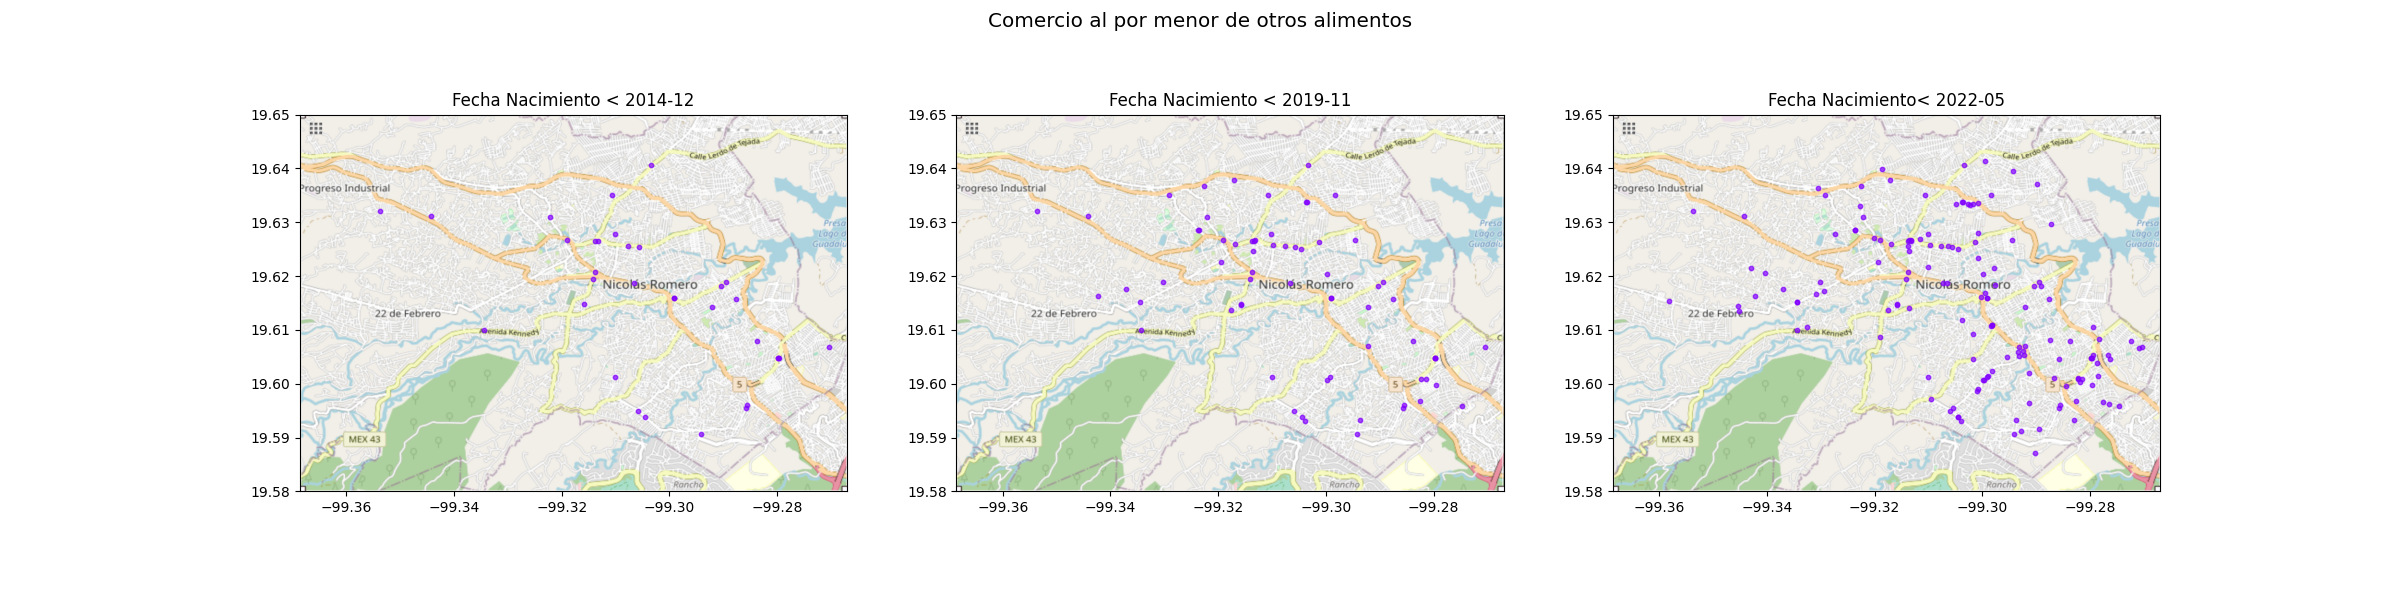 Comercio al por menor de otros alimentos
Fecha Nacimiento < 2014-12
19.65
19.64
19.63
19.62
19.61
19.60
19.59
19.58
−99.36
−99.34
−99.32
−99.30
−99.28
Calle Lerdo de Tejada
Progreso Industrial
Presa
Lago d
Guadalu
Nicolás Romero
22 de Febrero
Avenida Kennedy
5
MEX 43
Rancho
Fecha Nacimiento < 2019-11
19.65
19.64
19.63
19.62
19.61
19.60
19.59
19.58
−99.36
−99.34
−99.32
−99.30
−99.28
Calle Lerdo de Tejada
Progreso Industrial
Presa
Lago d
Guadalu
Nicolás Romero
22 de Febrero
Avenida Kennedy
5
MEX 43
Rancho
Fecha Nacimiento< 2022-05
19.65
19.64
19.63
19.62
19.61
19.60
19.59
19.58
−99.36
−99.34
−99.32
−99.30
−99.28
Calle Lerdo de Tejada
Progreso Industrial
Presa
Lago d
Guadalu
Nicolás Romero
22 de Febrero
Avenida Kennedy
5
MEX 43
Rancho